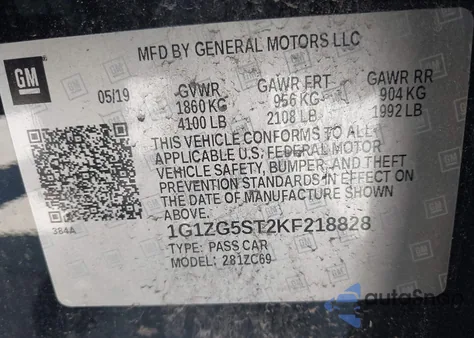 MFD BY GENERAL MOTORS LLC
GM
05/19
GVWR
1860 KG
4100 LB
GAWR FRT
956 KG
2108 LB
GAWR RR
904 KG
1992 LB
THIS VEHICLE CONFORMS TO ALL
APPLICABLE U.S. FEDERAL MOTOR
VEHICLE SAFETY, BUMPER, AND THEFT
PREVENTION STANDARDS IN EFFECT ON
THE DATE OF MANUFACTURE SHOWN
ABOVE.
384A
1G1ZG5ST2KF218828
TYPE: PASS CAR
MODEL: 281ZC69